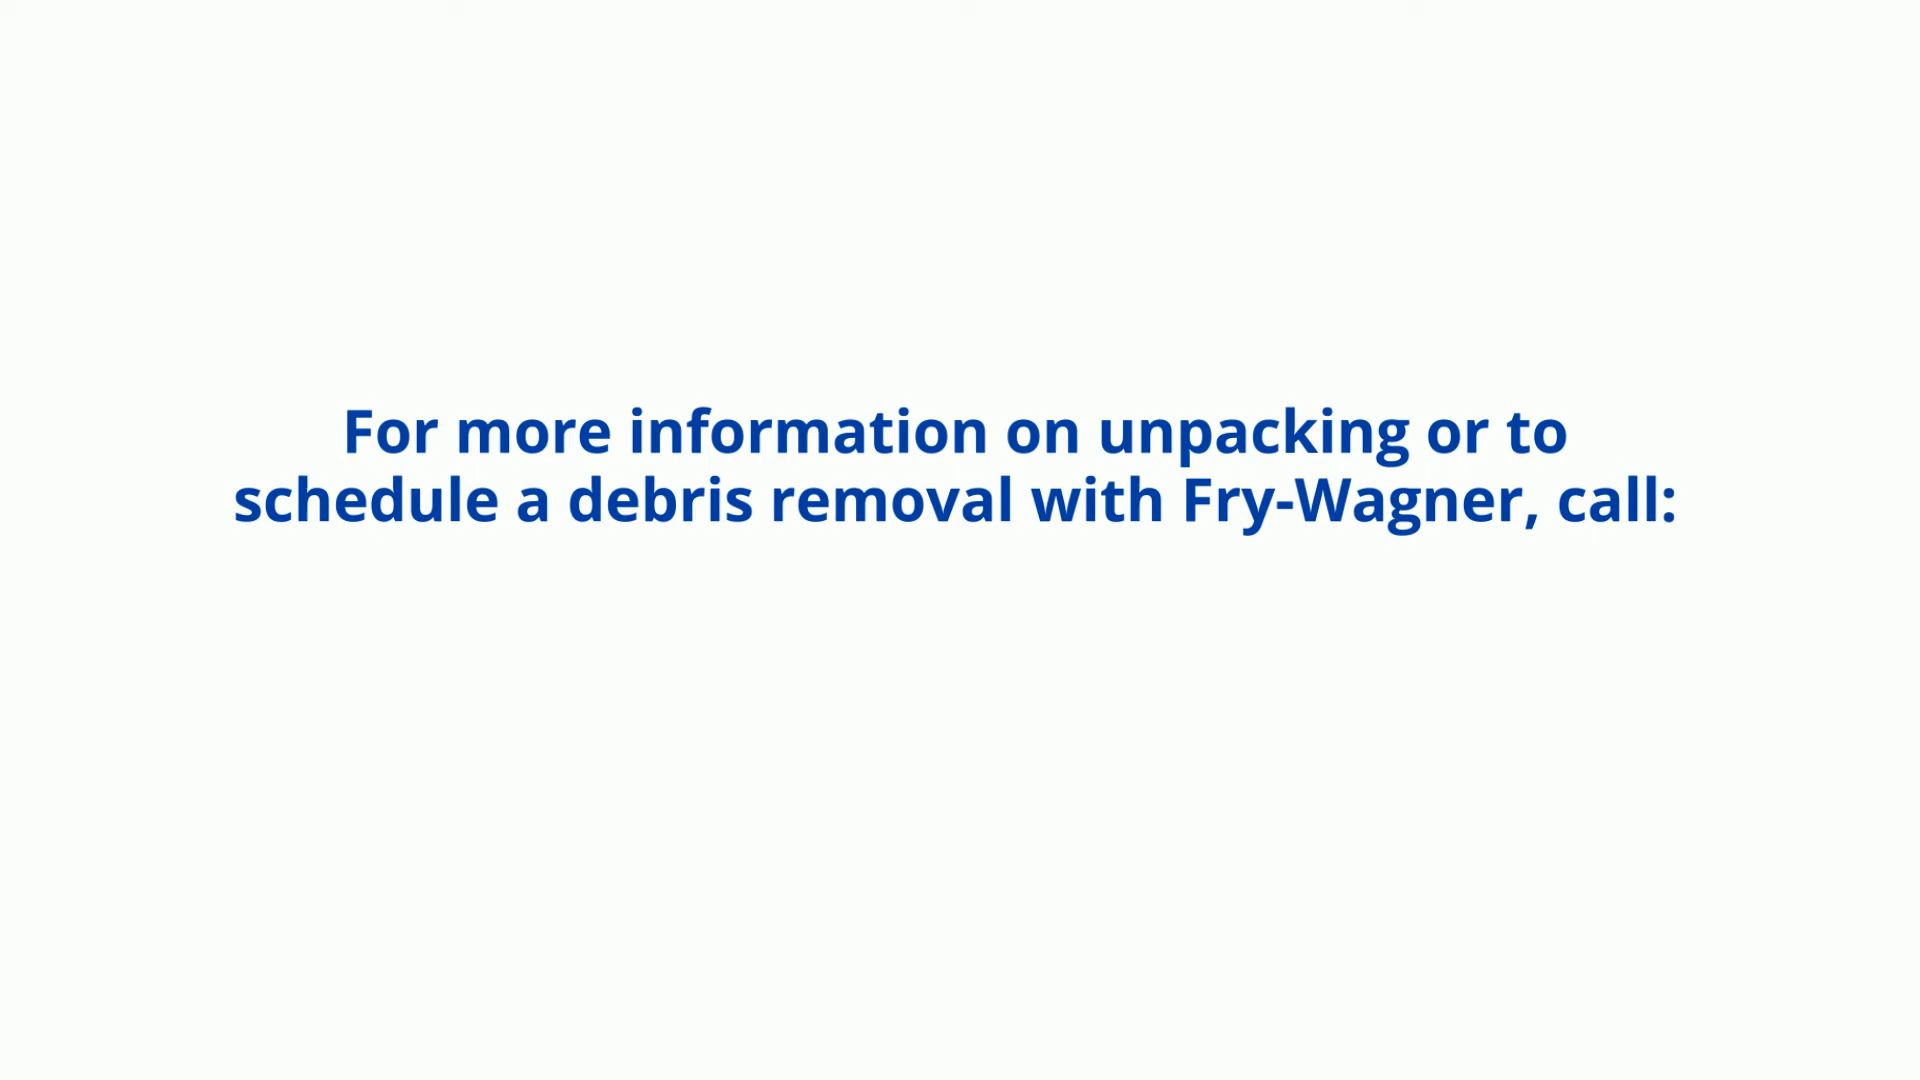 For more information on unpacking or to
schedule a debris removal with Fry-Wagner, call: